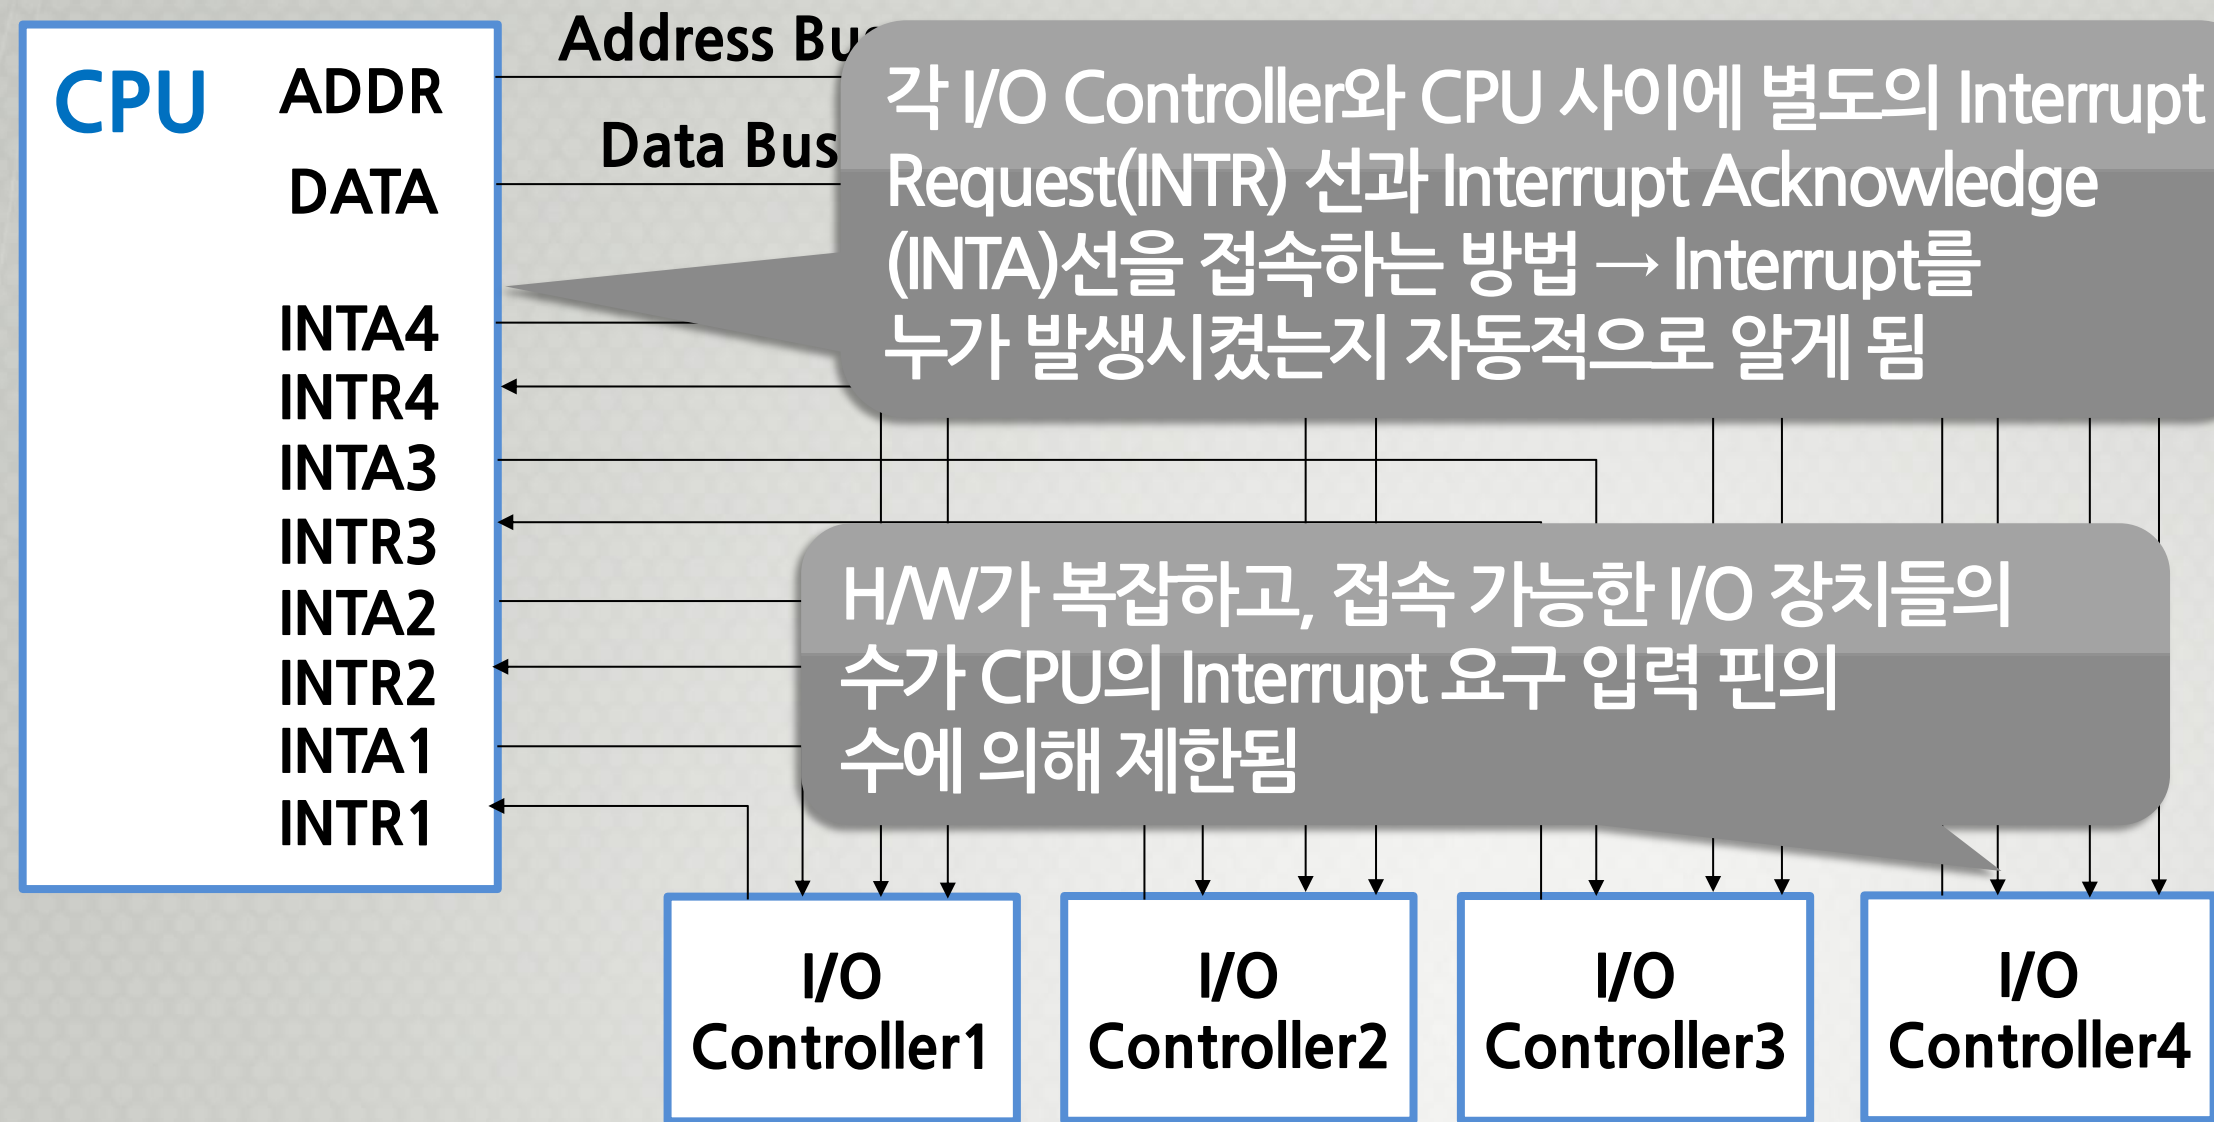 CPU
ADDR
DATA
INTA4
INTR4
INTA3
INTR3
INTA2
INTR2
INTA1
INTR1
Address Bu
Data Bus
각 I/O Controller와 CPU 사이에 별도의 Interrupt
Request(INTR) 선과 Interrupt Acknowledge
(INTA)선을 접속하는 방법 → Interrupt를
누가 발생시켰는지 자동적으로 알게 됨
H/W가 복잡하고, 접속 가능한 I/O 장치들의
수가 CPU의 Interrupt 요구 입력 핀의
수에 의해 제한됨
I/O
Controller1
I/O
Controller2
I/O
Controller3
I/O
Controller4